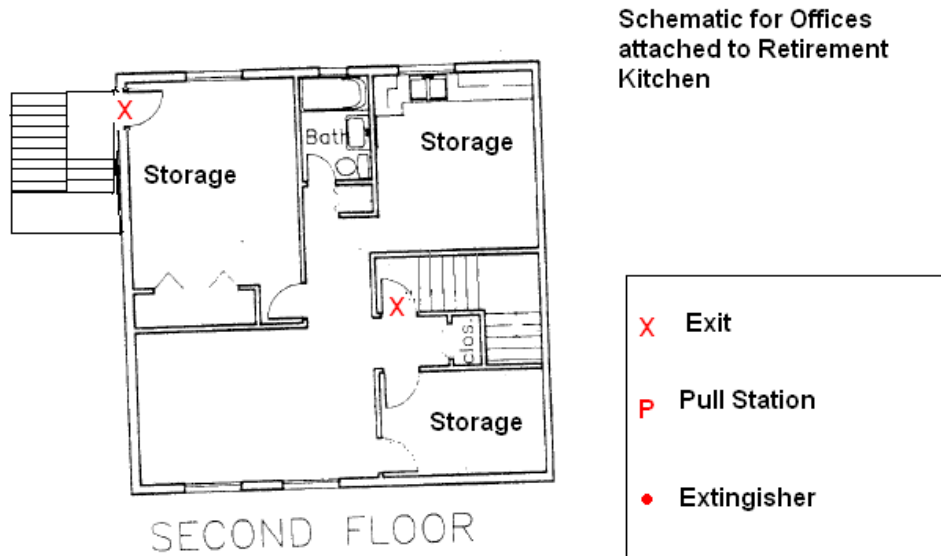 Schematic for Offices
attached to Retirement
Kitchen
X
Bath
Storage
Storage
X
clos.
Storage
SECOND FLOOR
X Exit
P Pull Station
Extingisher